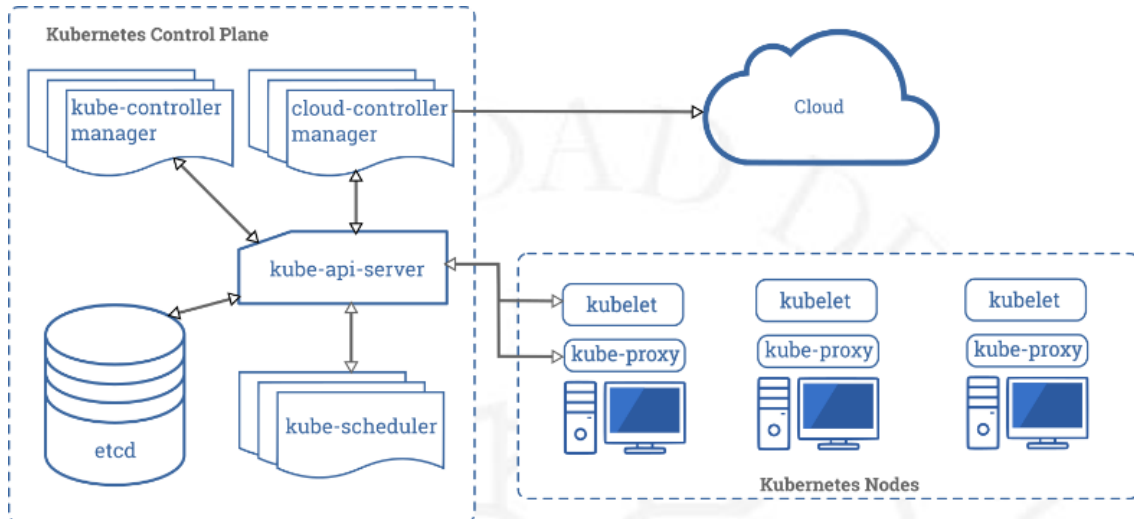 Kubernetes Control Plane
kube-controller
manager
cloud-controller
manager
Cloud
kube-api-server
kubelet
kubelet
kubelet
kube-proxy
kube-proxy
kube-proxy
etcd
kube-scheduler
Kubernetes Nodes